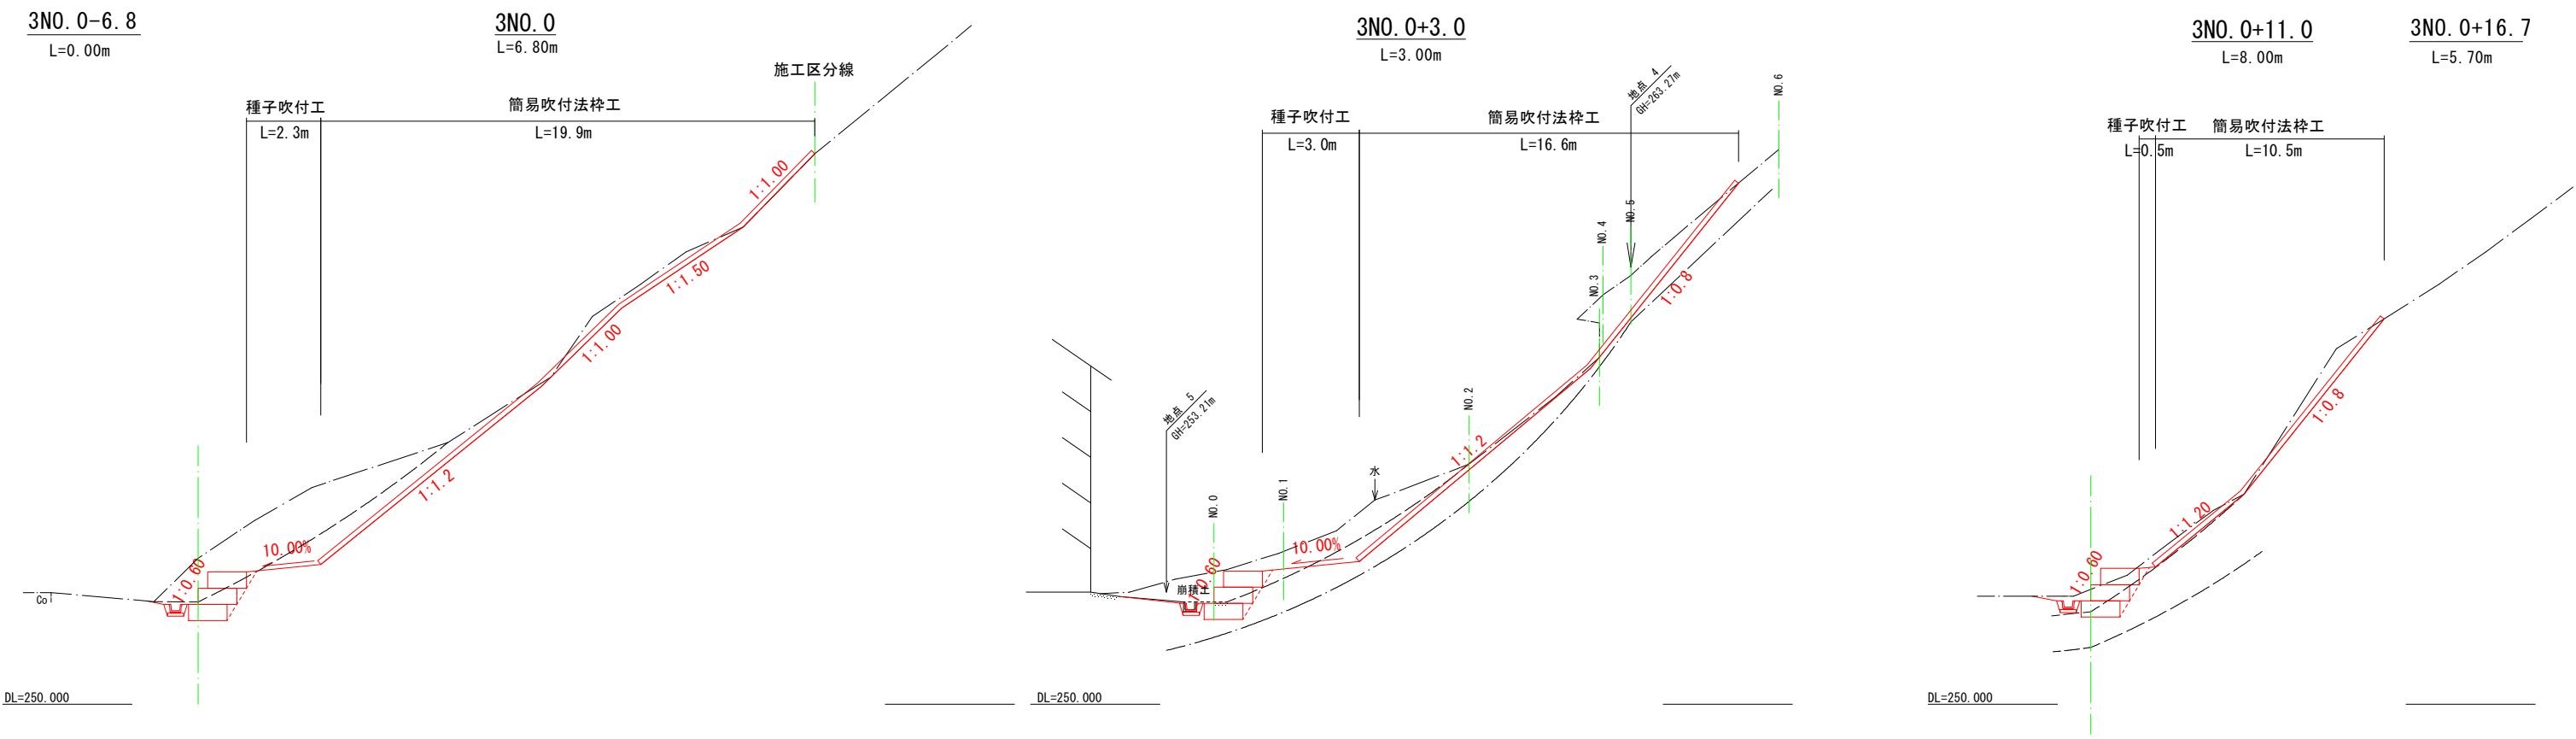 3NO.0-6.8
L=0.00m
3NO.0
L=6.80m
施工区分線
種子吹付工
簡易吹付法枠工
L=2.3m
L=19.9m
1:1.00
1:1.50
1:1.00
1:1.2
10.00%
1:0.60
Co
DL=250.000
3NO.0+3.0
L=3.00m
地点 4
GH=263.27m
NO.6
種子吹付工
簡易吹付法枠工
L=3.0m
L=16.6m
NO.5
NO.4
NO.3
1:0.8
地点 5
GH=253.21m
NO.2
1:1.2
水
NO.1
NO.0
10.00%
1:0.60
崩積土
DL=250.000
3NO.0+11.0
L=8.00m
3NO.0+16.7
L=5.70m
種子吹付工
簡易吹付法枠工
L=0.5m
L=10.5m
1:0.8
1:1.20
1:0.60
DL=250.000